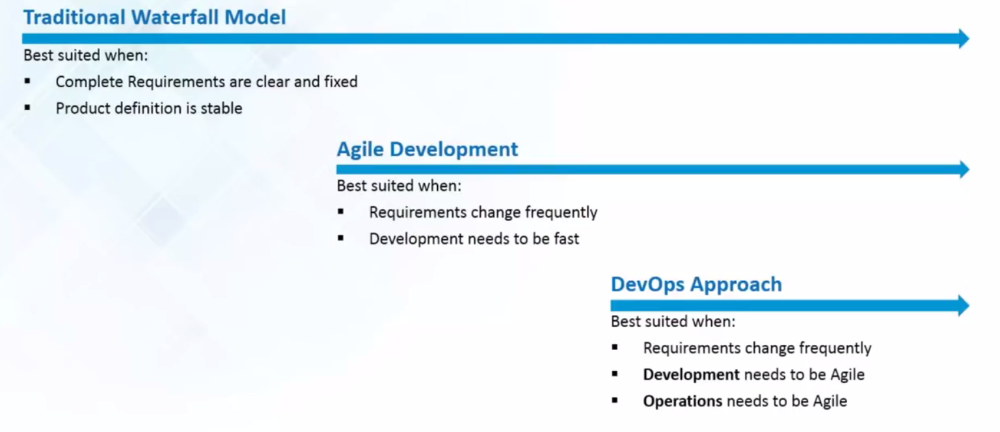 Traditional Waterfall Model
Best suited when:
▪ Complete Requirements are clear and fixed
▪ Product definition is stable
Agile Development
Best suited when:
▪ Requirements change frequently
▪ Development needs to be fast
DevOps Approach
Best suited when:
▪ Requirements change frequently
▪ Development needs to be Agile
▪ Operations needs to be Agile